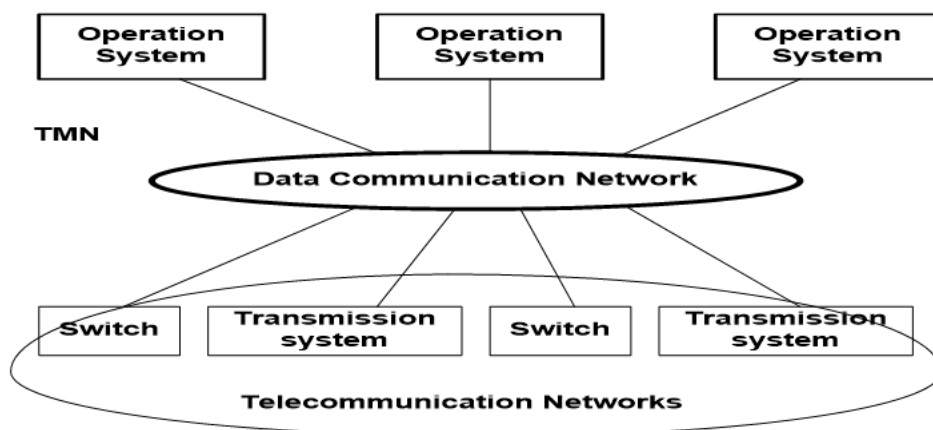 Operation
System
Operation
System
Operation
System
TMN
Data Communication Network
Switch
Transmission
system
Switch
Transmission
system
Telecommunication Networks